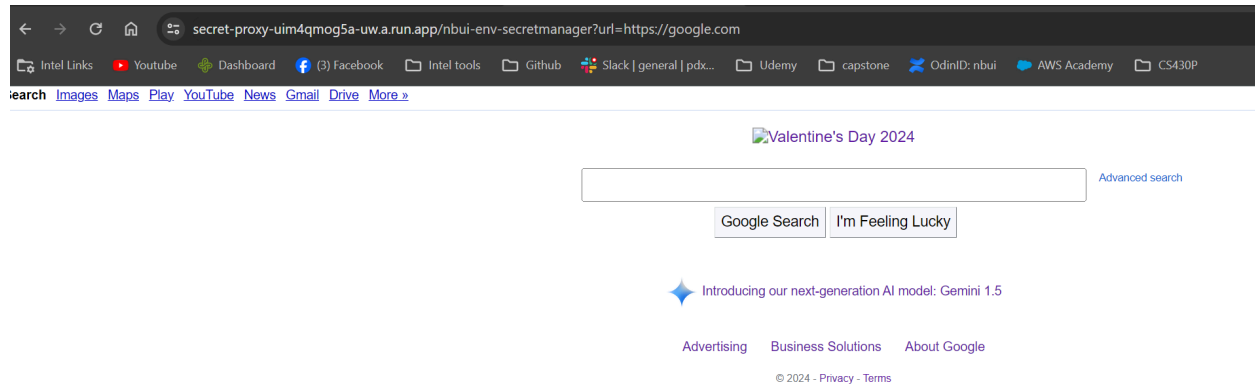 secret-proxy-uim4qmog5a-uw.a.run.app/nbui-env-secretmanager?url=https://google.com
Intel Links Youtube Dashboard (3) Facebook Intel tools Github Slack | general | pdx... Udemy capstone OdinID: nbui AWS Academy CS430P
Search Images Maps Play YouTube News Gmail Drive More »
Valentine's Day 2024
Advanced search
Google Search I'm Feeling Lucky
Introducing our next-generation AI model: Gemini 1.5
Advertising Business Solutions About Google
© 2024 - Privacy - Terms